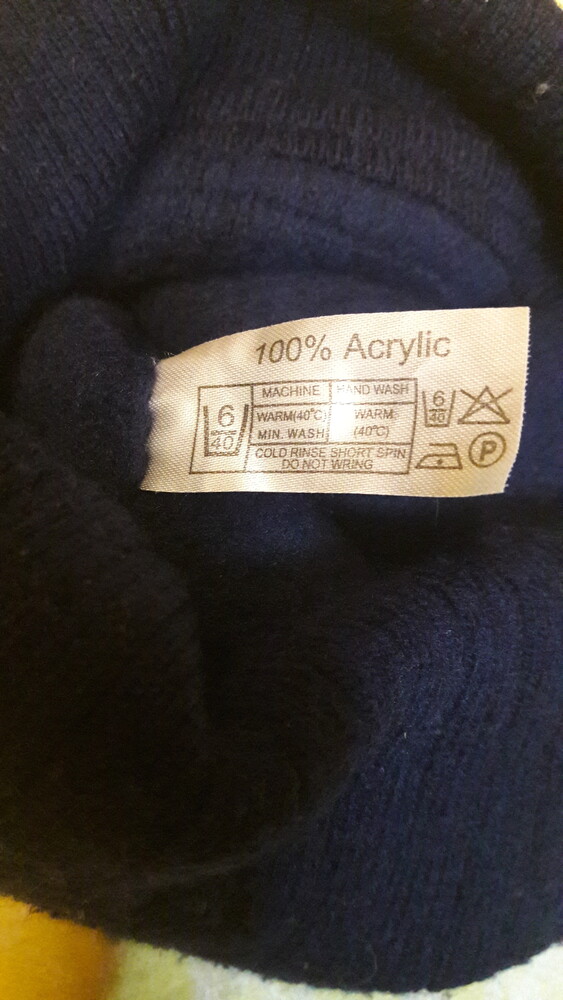 100% Acrylic
6
40
MACHINE HAND WASH
WARM(40°C) WARM
MIN. WASH (40°C)
COLD RINSE SHORT SPIN
DO NOT WRING
6
40
P